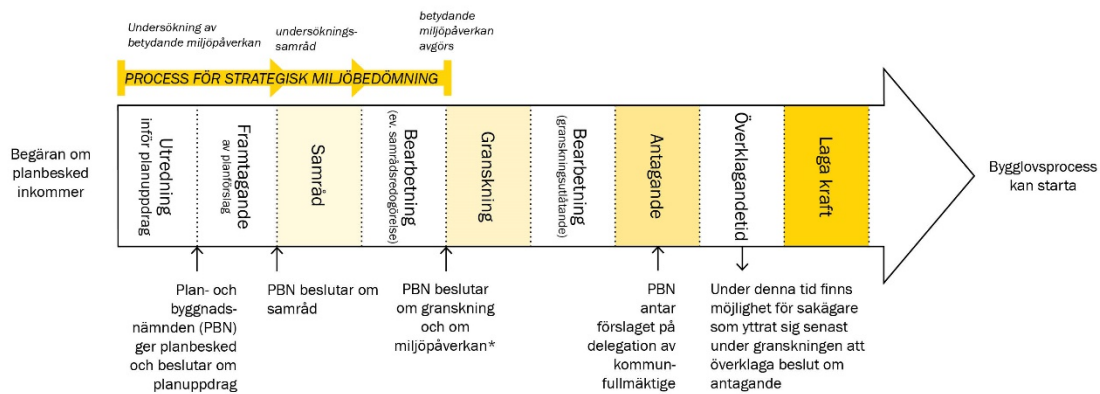 Undersökning av
betydande miljöpåverkan
undersöknings-
samråd
betydande
miljöpåverkan
avgörs
PROCESS FÖR STRATEGISK MILJÖBEDÖMNING
Begäran om
planbesked
inkommer
Utredning
inför planuppdrag
Framtagande
av planförslag
Samråd
Bearbetning
(ev. samrådsredogörelse)
Granskning
Bearbetning
(granskningsutlåtande)
Antagande
Överklagandetid
Laga kraft
Bygglovsprocess
kan starta
Plan- och
byggnads-
nämnden (PBN)
ger planbesked
och beslutar om
planuppdrag
PBN beslutar om
samråd
PBN beslutar
om granskning
och om
miljöpåverkan*
PBN
antar
förslaget på
delegation av
kommun-
fullmäktige
Under denna tid finns
möjlighet för sakägare
som yttrat sig senast
under granskningen att
överklaga beslut om
antagande